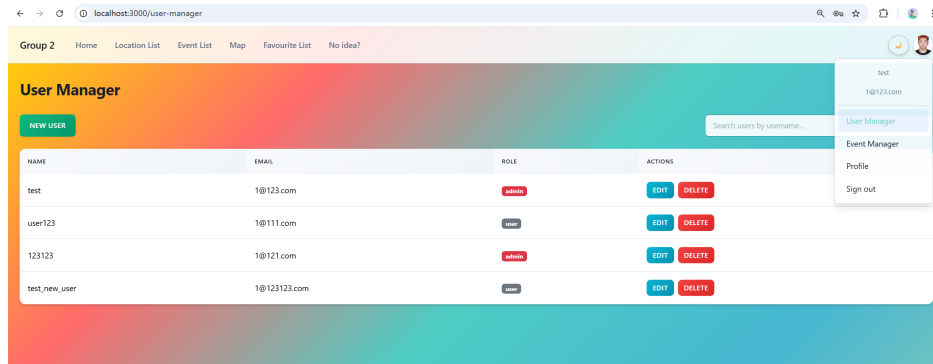 localhost:3000/user-manager
Group 2 Home Location List Event List Map Favourite List No idea?
test
1@123.com
User Manager
Event Manager
Profile
Sign out
User Manager
NEW USER
Search users by username...
NAME EMAIL ROLE ACTIONS
test 1@123.com admin EDIT DELETE
user123 1@111.com user EDIT DELETE
123123 1@121.com admin EDIT DELETE
test_new_user 1@123123.com user EDIT DELETE